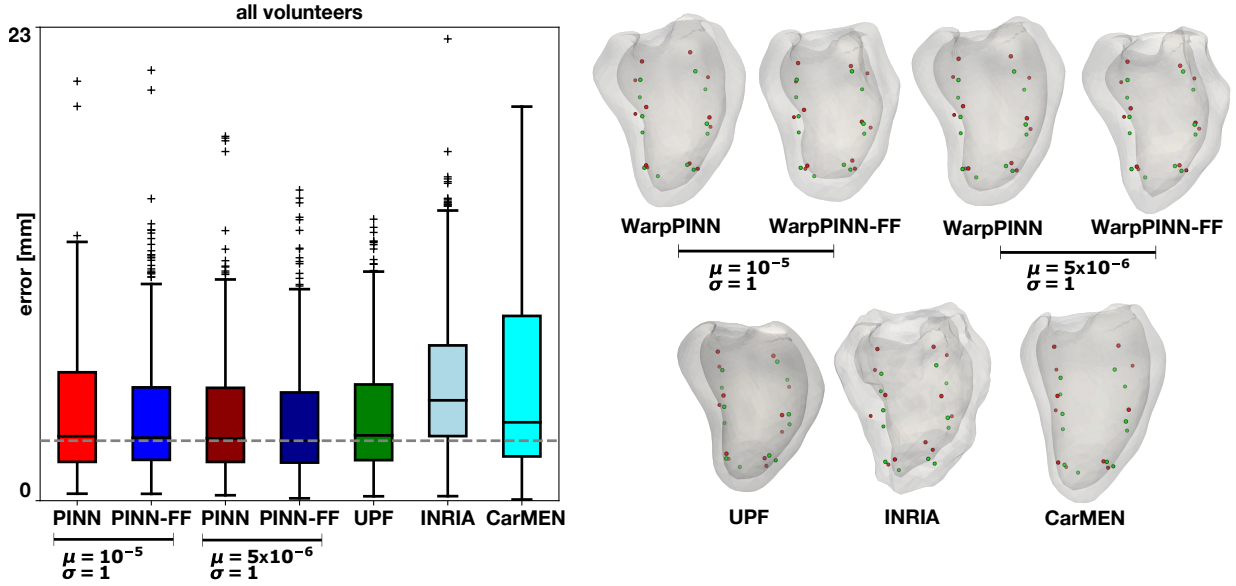 all volunteers
23
error [mm]
0
PINN PINN-FF PINN PINN-FF UPF INRIA CarMEN
μ = 10⁻⁵
σ = 1
μ = 5x10⁻⁶
σ = 1
WarpPINN WarpPINN-FF WarpPINN WarpPINN-FF
μ = 10⁻⁵
σ = 1
μ = 5x10⁻⁶
σ = 1
UPF INRIA CarMEN